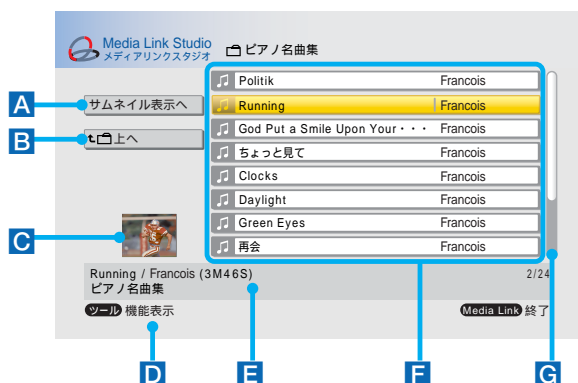 Media Link Studio
メディアリンクスタジオ
ピアノ名曲集
Politik Francois
A サムネイル表示へ Running Francois
B 上へ God Put a Smile Upon Your・・・ Francois
ちょっと見て Francois
Clocks Francois
Daylight Francois
Green Eyes Francois
C 再会 Francois
Running / Francois (3M46S) 2/24
ピアノ名曲集
ツール 機能表示 Media Link 終了
D E F G